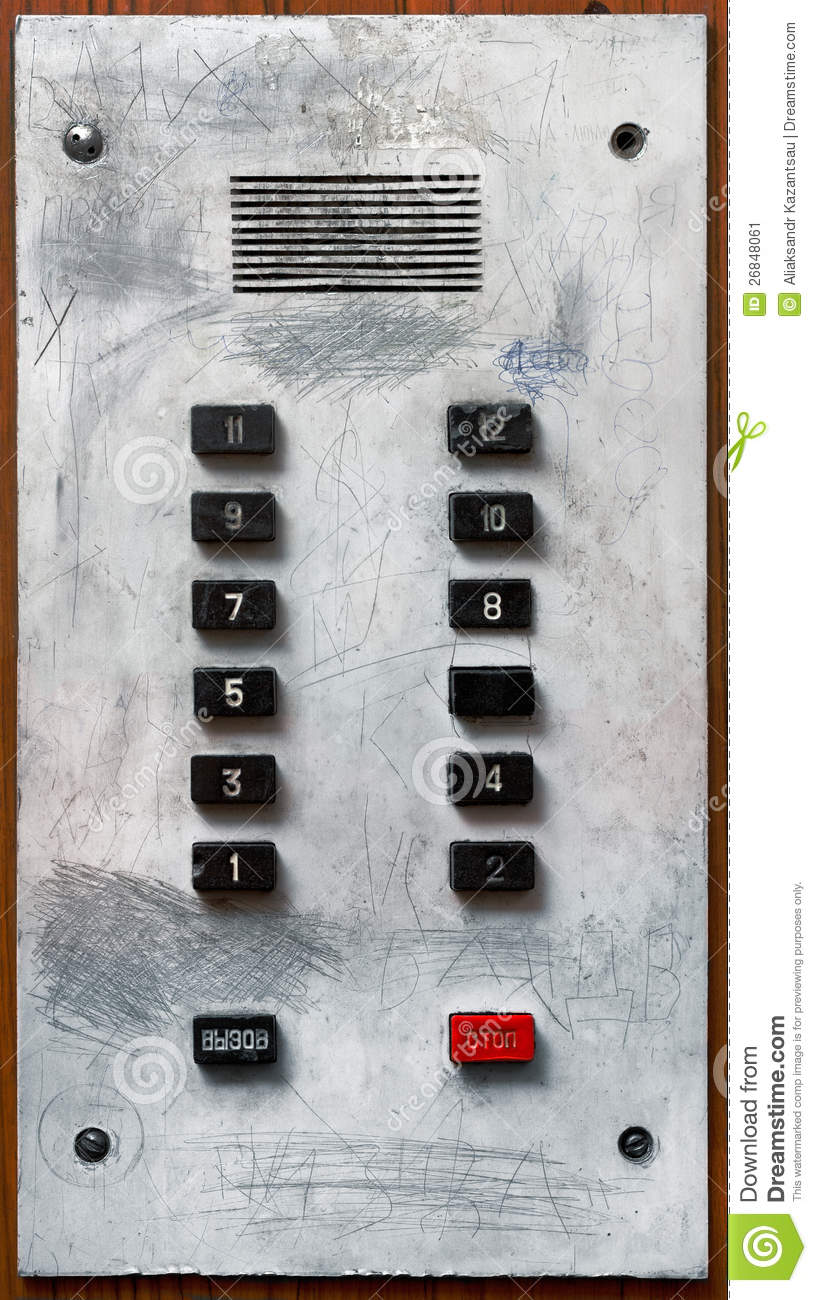 11 12
9 10
7 8
5
3 4
1 2
ВЫЗОВ СТОП
dreamstime
ID 26848061
© Aliaksandr Kazantsau | Dreamstime.com
Download from
Dreamstime.com
This watermarked comp image is for previewing purposes only.